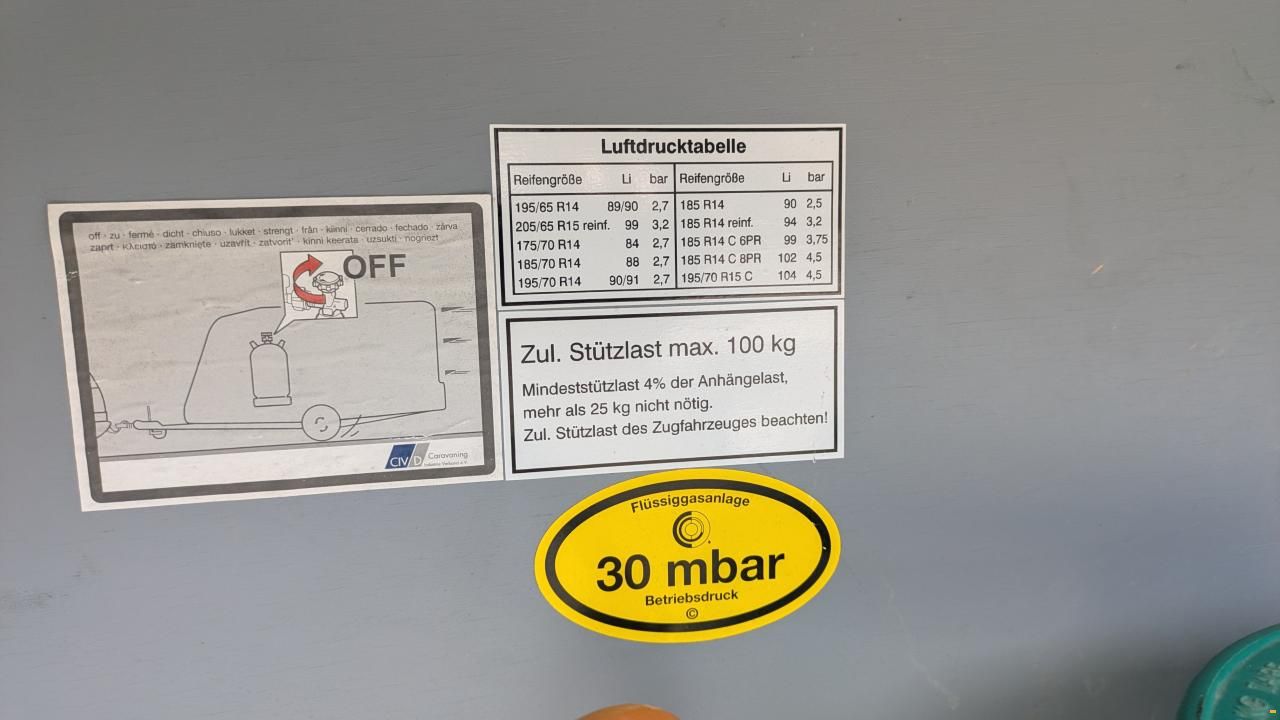 off · zu · fermé · dicht · chiuso · lukket · strengt · från · kiinni · cerrado · fechado · zárva
zaprt · κλειστό · zamknięte · uzavřít · zatvorit' · kinni keerata · uzsukti · nogriezt
OFF
CIVD Caravaning
Industrie Verband e.V.
Luftdrucktabelle
Reifengröße Li bar Reifengröße Li bar
195/65 R14 89/90 2,7 185 R14 90 2,5
205/65 R15 reinf. 99 3,2 185 R14 reinf. 94 3,2
175/70 R14 84 2,7 185 R14 C 6PR 99 3,75
185/70 R14 88 2,7 185 R14 C 8PR 102 4,5
195/70 R14 90/91 2,7 195/70 R15 C 104 4,5
Zul. Stützlast max. 100 kg
Mindeststützlast 4% der Anhängelast,
mehr als 25 kg nicht nötig.
Zul. Stützlast des Zugfahrzeuges beachten!
Flüssiggasanlage
30 mbar
Betriebsdruck
©